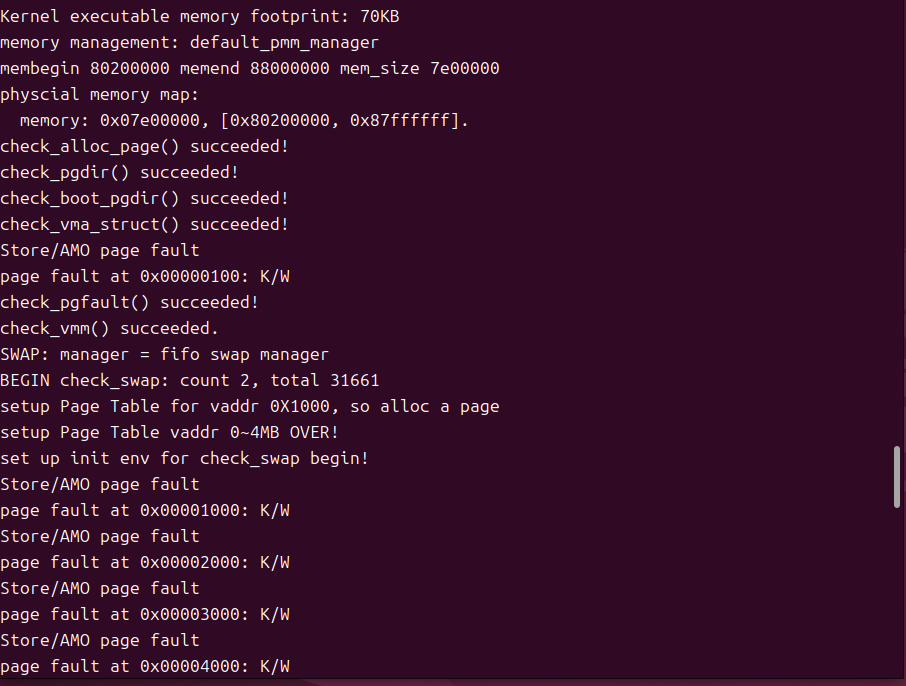 Kernel executable memory footprint: 70KB
memory management: default_pmm_manager
membegin 80200000 memend 88000000 mem_size 7e00000
physcial memory map:
  memory: 0x07e00000, [0x80200000, 0x87ffffff].
check_alloc_page() succeeded!
check_pgdir() succeeded!
check_boot_pgdir() succeeded!
check_vma_struct() succeeded!
Store/AMO page fault
page fault at 0x00000100: K/W
check_pgfault() succeeded!
check_vmm() succeeded.
SWAP: manager = fifo swap manager
BEGIN check_swap: count 2, total 31661
setup Page Table for vaddr 0X1000, so alloc a page
setup Page Table vaddr 0~4MB OVER!
set up init env for check_swap begin!
Store/AMO page fault
page fault at 0x00001000: K/W
Store/AMO page fault
page fault at 0x00002000: K/W
Store/AMO page fault
page fault at 0x00003000: K/W
Store/AMO page fault
page fault at 0x00004000: K/W